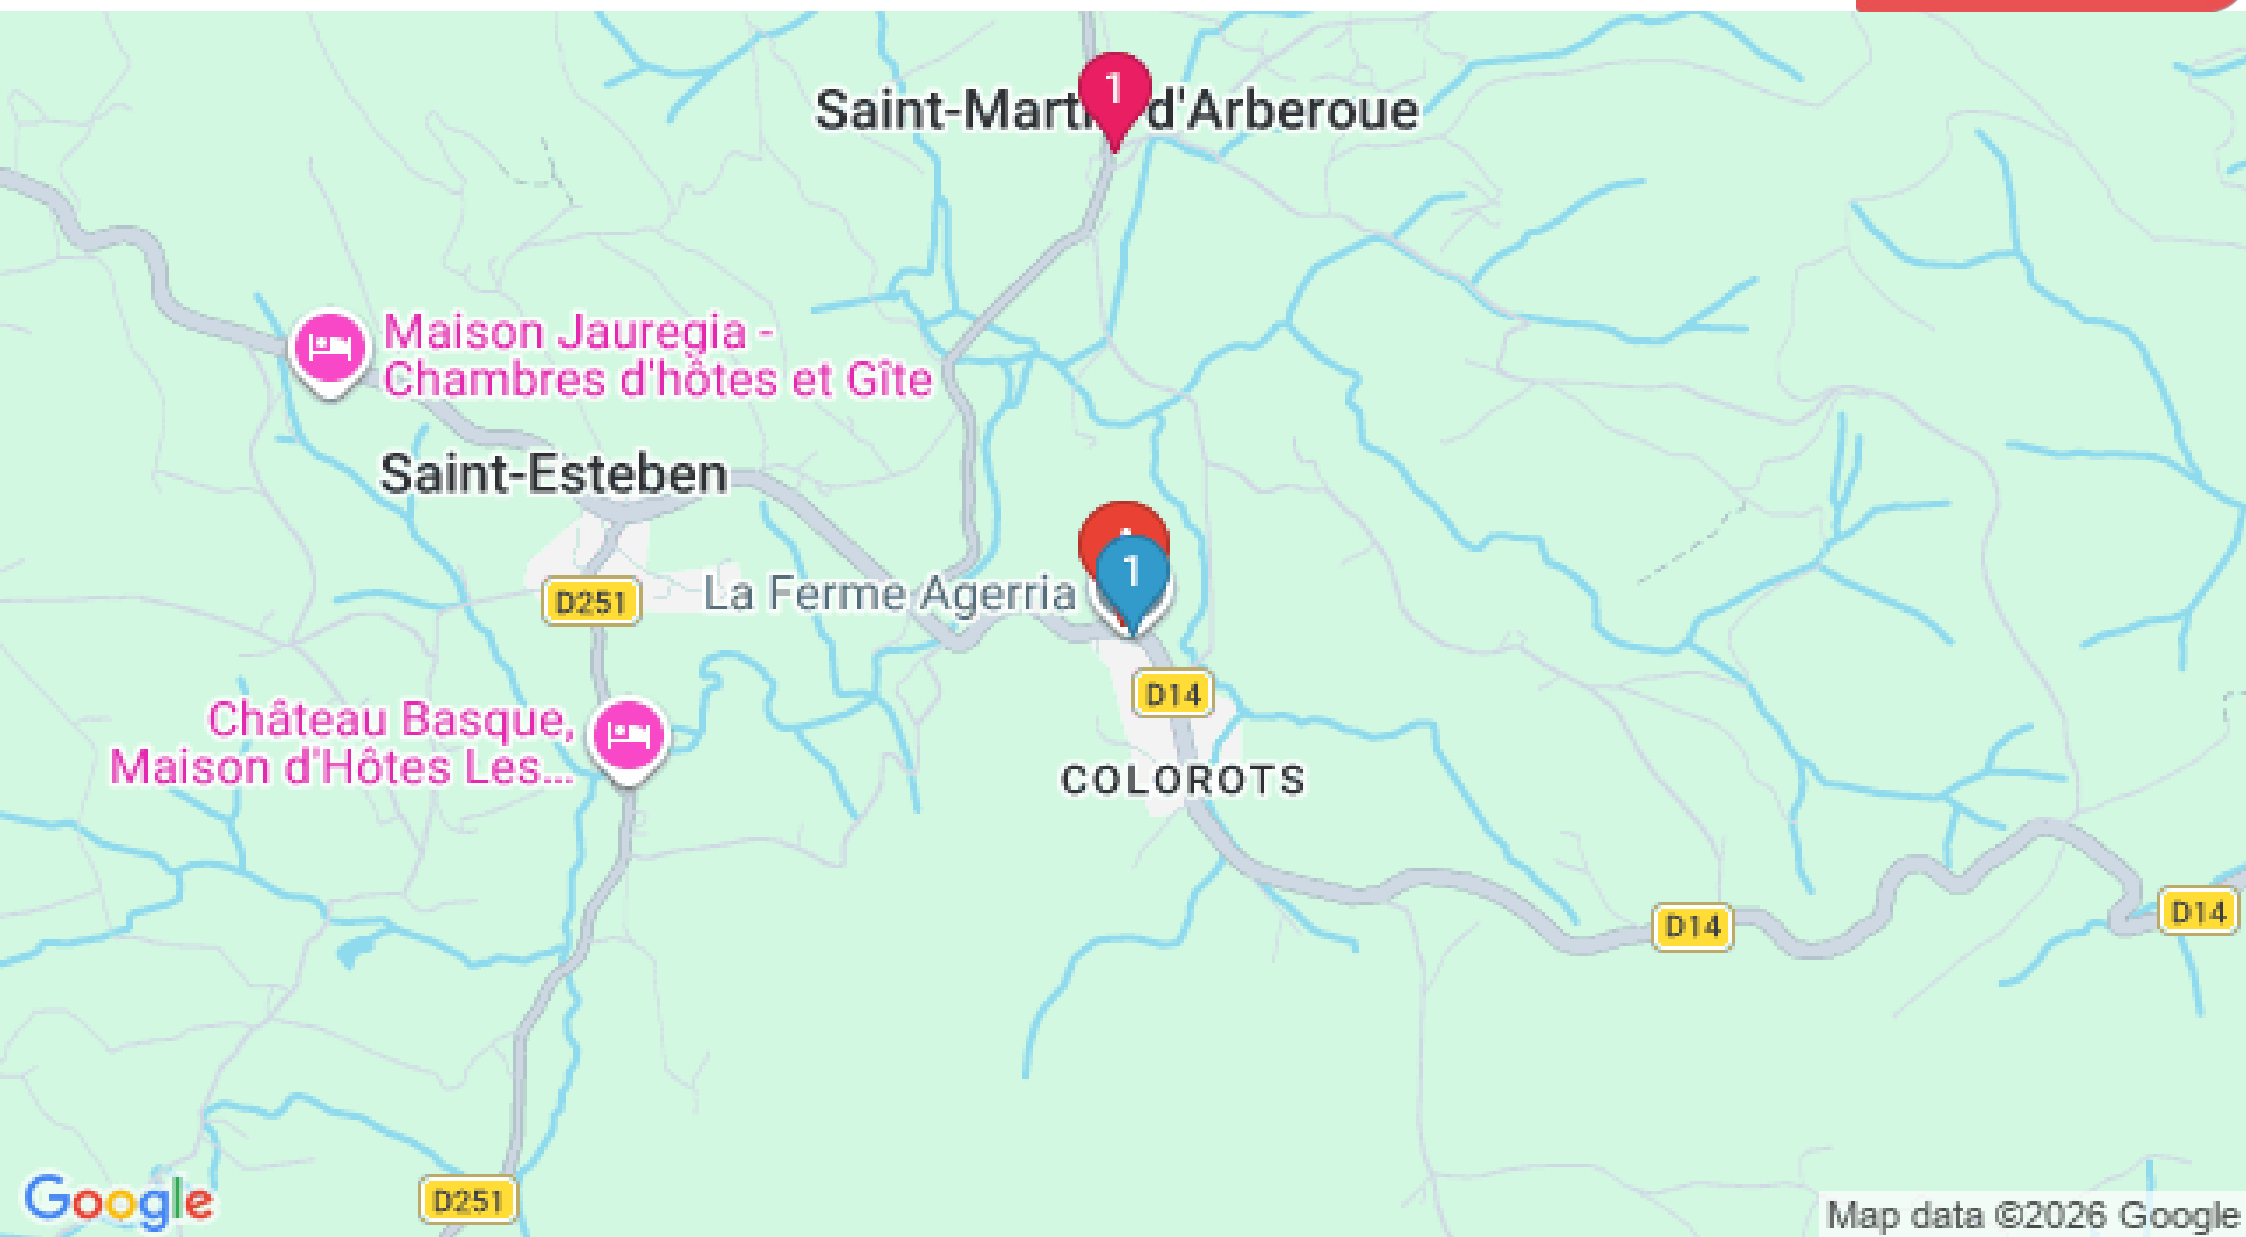 1
Saint-Martin d'Arberoue
Maison Jauregia -
Chambres d'hôtes et Gîte
Saint-Esteben
1
La Ferme Agerria
D251
D14
Château Basque,
Maison d'Hôtes Les...
COLOROTS
D14
D14
D251
Google
Map data ©2026 Google